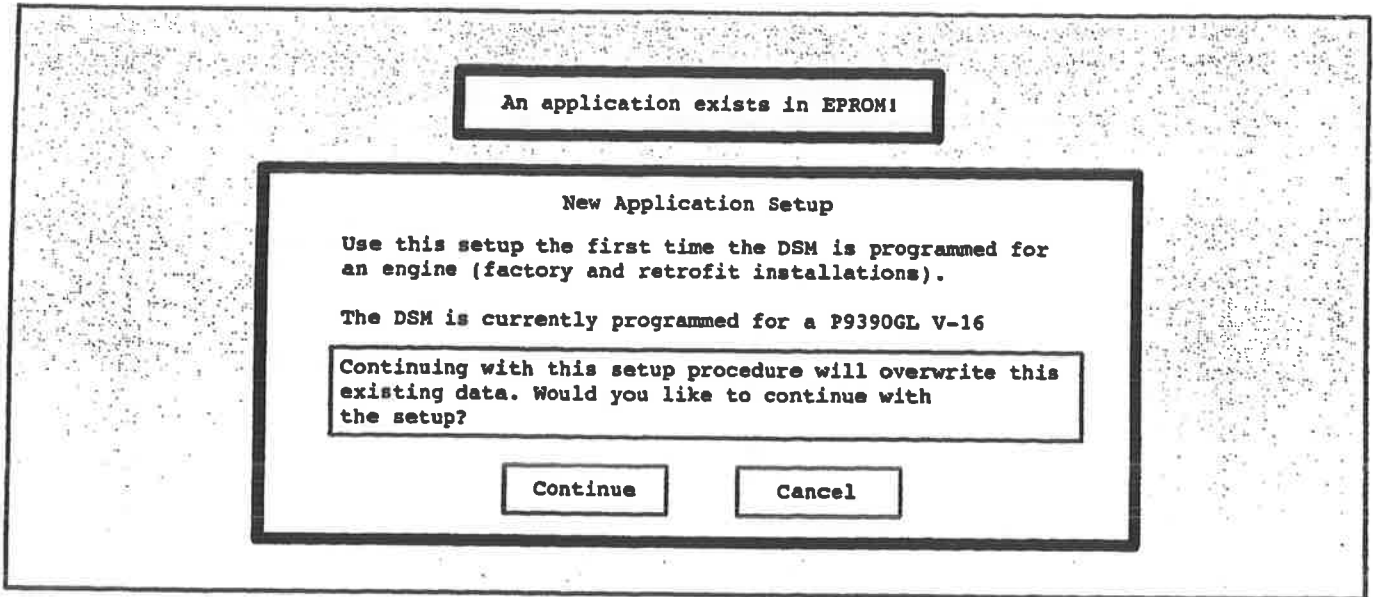 An application exists in EPROM!
New Application Setup
Use this setup the first time the DSM is programmed for
an engine (factory and retrofit installations).
The DSM is currently programmed for a P9390GL V-16
Continuing with this setup procedure will overwrite this
existing data. Would you like to continue with
the setup?
Continue
Cancel